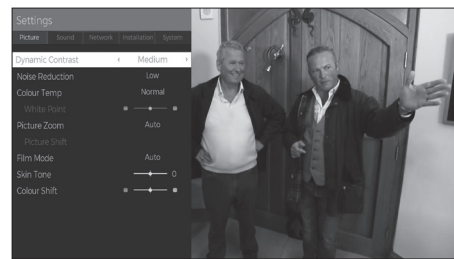 Settings
Picture Sound Network Installation System
Dynamic Contrast Medium
Noise Reduction Low
Colour Temp Normal
White Point
Picture Zoom Auto
Picture Shift
Film Mode Auto
Skin Tone 0
Colour Shift